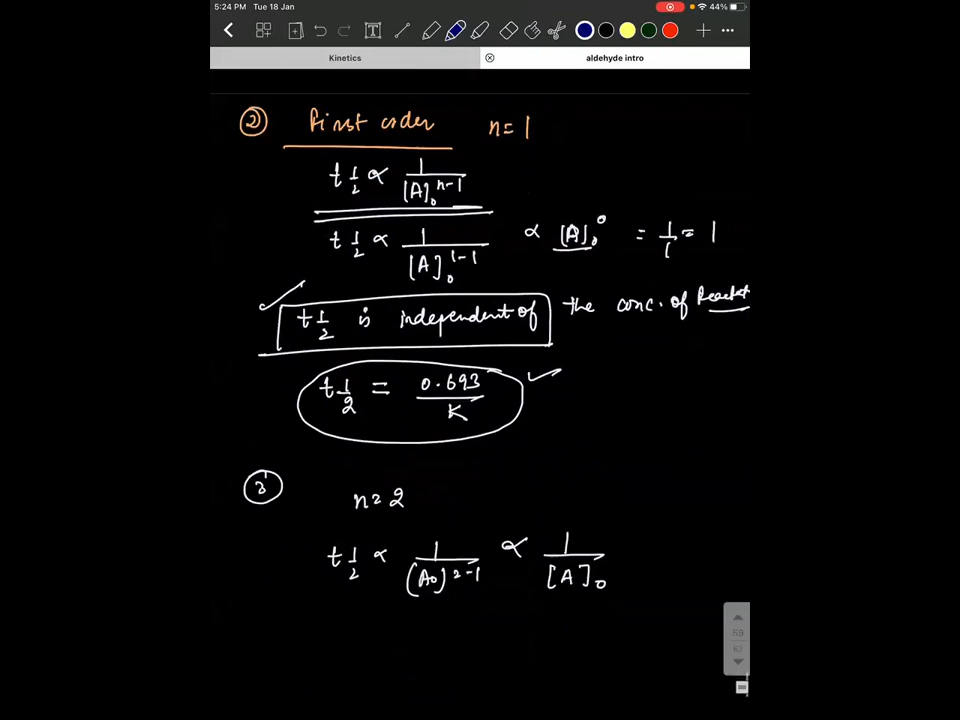 5:24 PM Tue 18 Jan 44%
Kinetics aldehyde intro
② First order n=1
t½ ∝ 1/[A]₀ⁿ⁻¹
t½ ∝ 1/[A]₀¹⁻¹ ∝ [A]₀⁰ = 1/1 = 1
t½ is independent of the conc. of
t½ = 0.693/K
③ n=2
t½ ∝ 1/(A₀)²⁻¹ ∝ 1/[A]₀
59